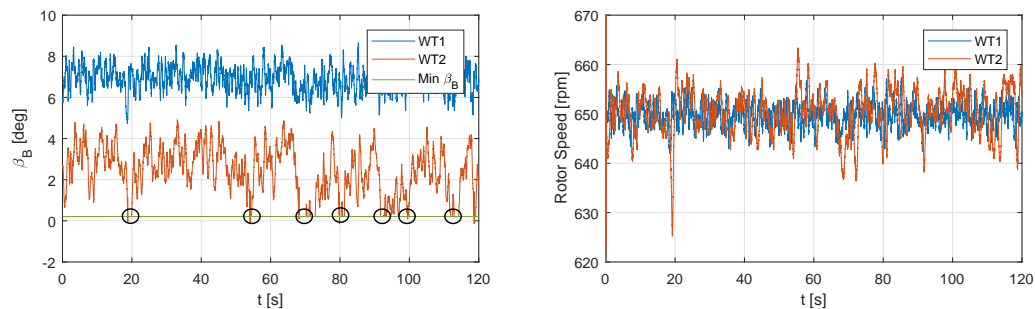 10
8
6
4
2
0
-2
β_B [deg]
WT1
WT2
Min β_B
0 20 40 60 80 100 120
t [s]
670
660
650
640
630
620
Rotor Speed [rpm]
WT1
WT2
0 20 40 60 80 100 120
t [s]